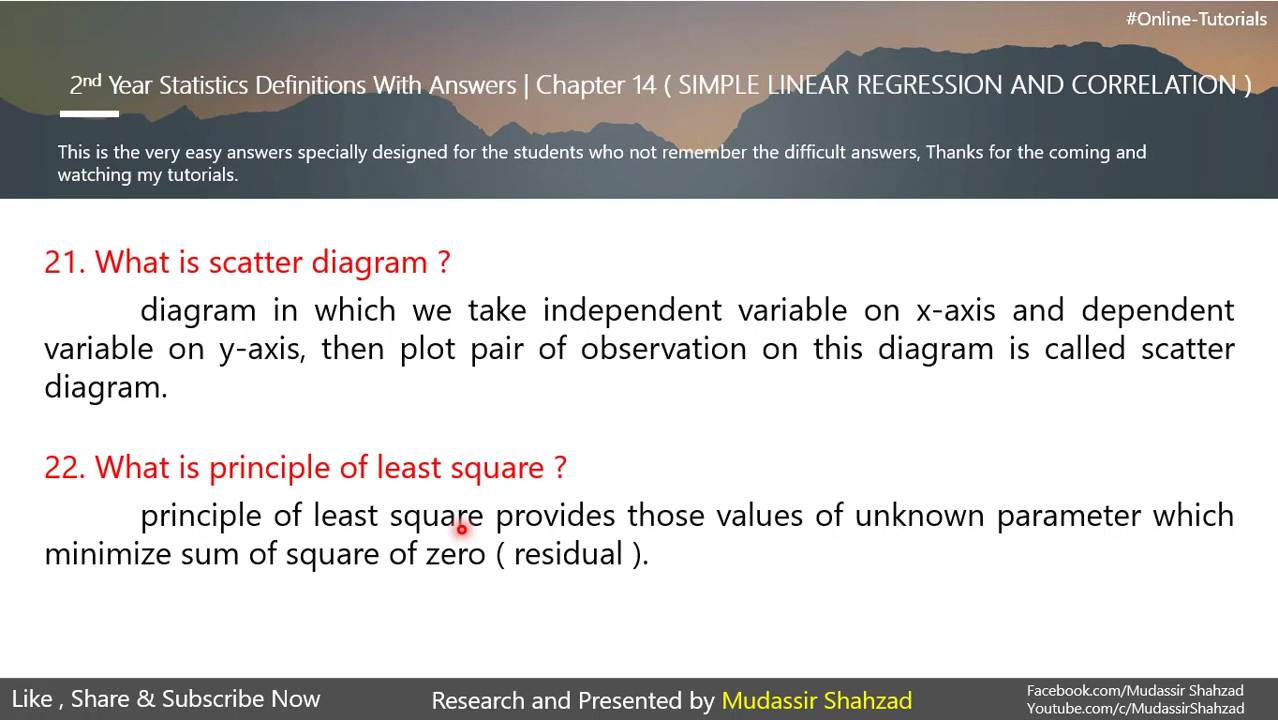 #Online-Tutorials
2nd Year Statistics Definitions With Answers | Chapter 14 ( SIMPLE LINEAR REGRESSION AND CORRELATION )
This is the very easy answers specially designed for the students who not remember the difficult answers, Thanks for the coming and
watching my tutorials.
21. What is scatter diagram ?
diagram in which we take independent variable on x-axis and dependent
variable on y-axis, then plot pair of observation on this diagram is called scatter
diagram.
22. What is principle of least square ?
principle of least square provides those values of unknown parameter which
minimize sum of square of zero ( residual ).
Like , Share & Subscribe Now
Research and Presented by Mudassir Shahzad
Facebook.com/Mudassir Shahzad
Youtube.com/c/MudassirShahzad